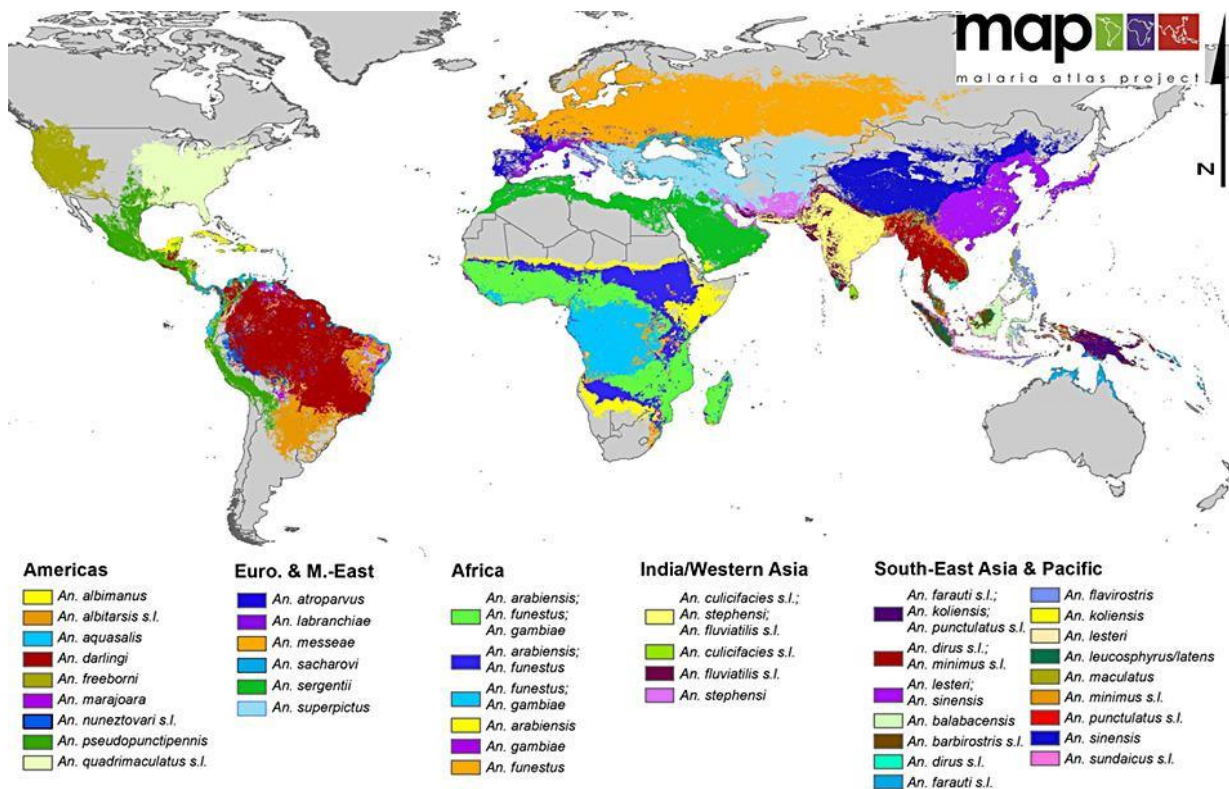 map
malaria atlas project
N
Americas
An. albimanus
An. albitarsis s.l.
An. aquasalis
An. darlingi
An. freeborni
An. marajoara
An. nuneztovari s.l.
An. pseudopunctipennis
An. quadrimaculatus s.l.
Euro. & M.-East
An. atroparvus
An. labranchiae
An. messeae
An. sacharovi
An. sergentii
An. superpictus
Africa
An. arabiensis;
An. funestus;
An. gambiae
An. arabiensis;
An. funestus
An. funestus;
An. gambiae
An. arabiensis
An. gambiae
An. funestus
India/Western Asia
An. culicifacies s.l.;
An. stephensi;
An. fluviatilis s.l.
An. culicifacies s.l.
An. fluviatilis s.l.
An. stephensi
South-East Asia & Pacific
An. farauti s.l.;
An. koliensis;
An. punctulatus s.l.
An. dirus s.l.;
An. minimus s.l.
An. lesteri;
An. sinensis
An. balabacensis
An. barbirostris s.l.
An. dirus s.l.
An. farauti s.l.
An. flavirostris
An. koliensis
An. lesteri
An. leucosphyrus/latens
An. maculatus
An. minimus s.l.
An. punctulatus s.l.
An. sinensis
An. sundaicus s.l.